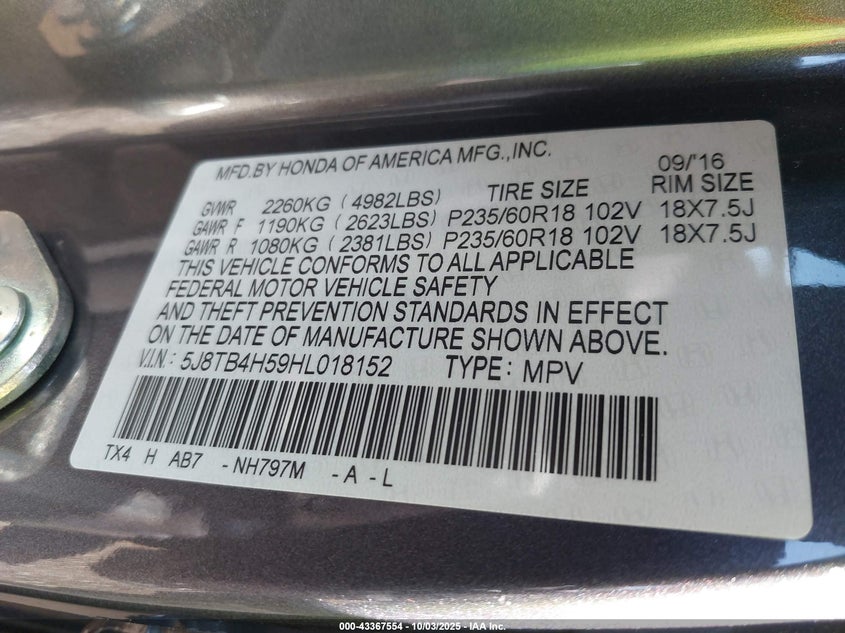 MFD.BY HONDA OF AMERICA MFG.,INC. 09/'16
GVWR 2260KG ( 4982LBS) TIRE SIZE RIM SIZE
GAWR F 1190KG ( 2623LBS) P235/60R18 102V 18X7.5J
GAWR R 1080KG ( 2381LBS) P235/60R18 102V 18X7.5J
THIS VEHICLE CONFORMS TO ALL APPLICABLE
FEDERAL MOTOR VEHICLE SAFETY
AND THEFT PREVENTION STANDARDS IN EFFECT
ON THE DATE OF MANUFACTURE SHOWN ABOVE.
V.I.N.: 5J8TB4H59HL018152 TYPE: MPV
TX4 H AB7 - NH797M - A - L
000-43367554 - 10/03/2025 - IAA Inc.